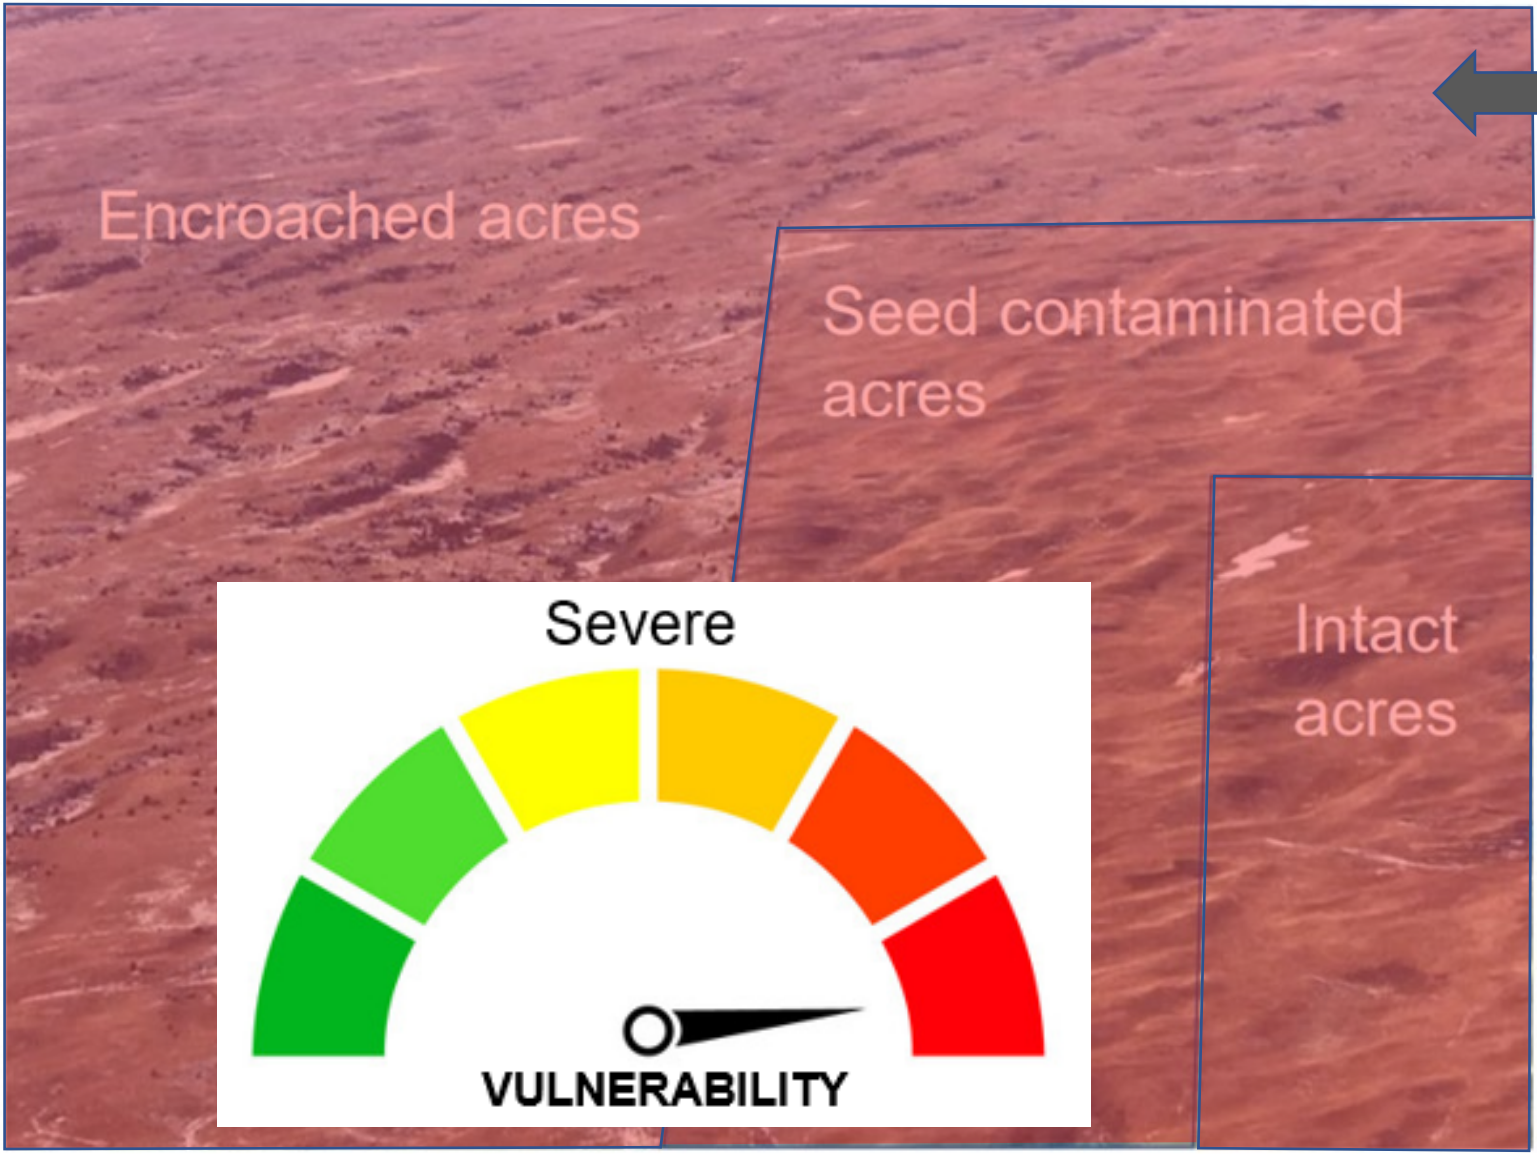 Encroached acres
Seed contaminated
acres
Intact
acres
Severe
VULNERABILITY